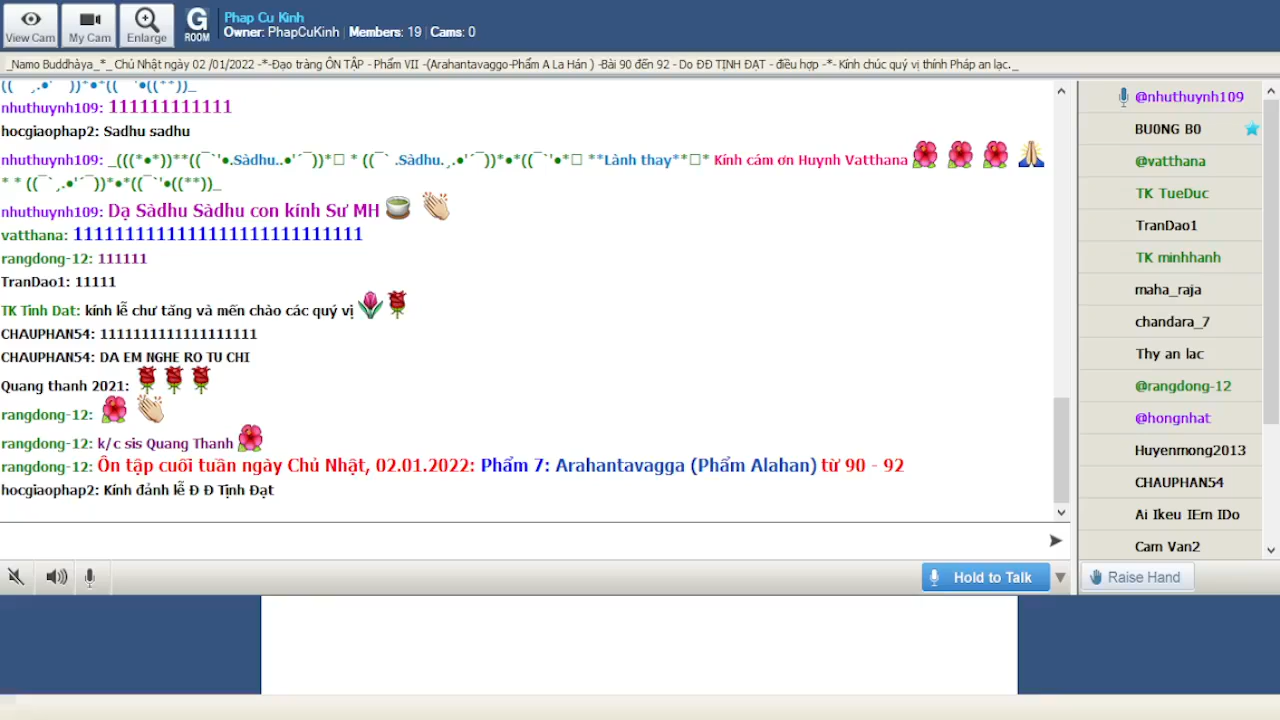 View Cam
My Cam
Enlarge
G
ROOM
Phap Cu Kinh
Owner: PhapCuKinh | Members: 19 | Cams: 0
_Namo Buddhàya_*_ Chủ Nhật ngày 02 /01/2022 -*-Đạo tràng ÔN TẬP - Phẩm VII -(Arahantavaggo-Phẩm A La Hán ) -Bài 90 đến 92 - Do ĐĐ TỊNH ĐẠT - điều hợp -*- Kính chúc quý vị thính Pháp an lạc._
nhuthuynh109: 111111111111
hocgiaophap2: Sadhu sadhu
nhuthuynh109: _(((*●*))**((¯`'●.Sàdhu..●'´¯))*□ * ((¯` .Sàdhu.¸.●'´¯))*●*((¯`'●*□ **Lành thay**□* Kính cám ơn Huynh Vatthana
* * ((¯`¸.●'´¯))*●*((¯`'●((**))_
nhuthuynh109: Dạ Sàdhu Sàdhu con kính Sư MH
vatthana: 1111111111111111111111111111
rangdong-12: 111111
TranDao1: 11111
TK Tinh Dat: kính lễ chư tăng và mến chào các quý vị
CHAUPHAN54: 1111111111111111111
CHAUPHAN54: DA EM NGHE RO TU CHI
Quang thanh 2021:
rangdong-12:
rangdong-12: k/c sis Quang Thanh
rangdong-12: Ôn tập cuối tuần ngày Chủ Nhật, 02.01.2022: Phẩm 7: Arahantavagga (Phẩm Alahan) từ 90 - 92
hocgiaophap2: Kính đảnh lễ Đ Đ Tịnh Đạt
Hold to Talk
@nhuthuynh109
BU0NG B0
@vatthana
TK TueDuc
TranDao1
TK minhhanh
maha_raja
chandara_7
Thy an lac
@rangdong-12
@hongnhat
Huyenmong2013
CHAUPHAN54
Ai Ikeu IEm IDo
Cam Van2
Raise Hand